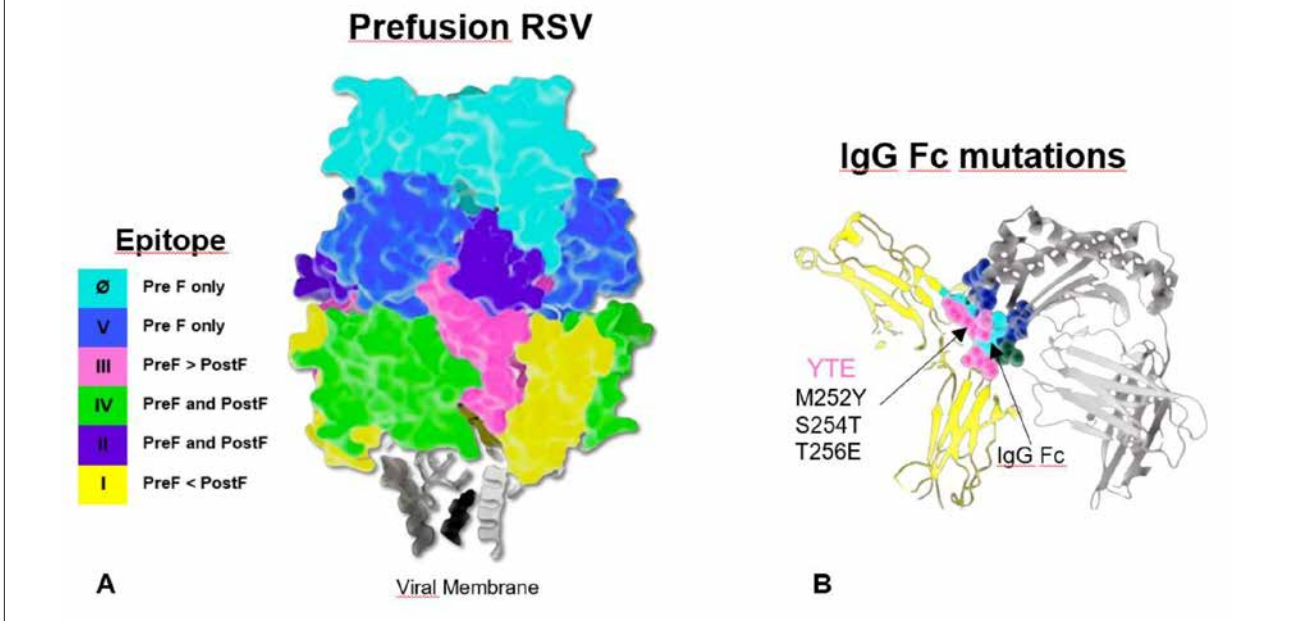 Prefusion RSV
Epitope
Ø Pre F only
V Pre F only
III PreF > PostF
IV PreF and PostF
II PreF and PostF
I PreF < PostF
A
Viral Membrane
IgG Fc mutations
YTE
M252Y
S254T
T256E
IgG Fc
B